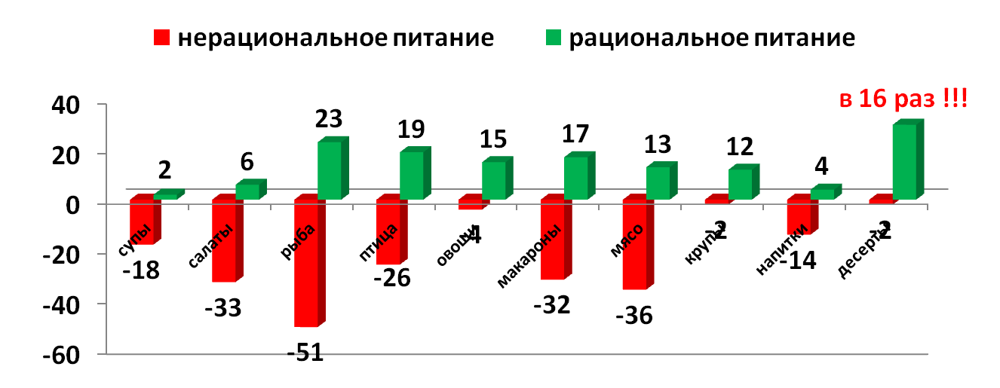 нерациональное питание рациональное питание
в 16 раз !!!
40
20
0
-20
-40
-60
2
6
23
19
15
17
13
12
4
-18
-33
-51
-26
-4
-32
-36
-2
-14
-2
супы
салаты
рыба
птица
овощи
макароны
мясо
крупы
напитки
десерты